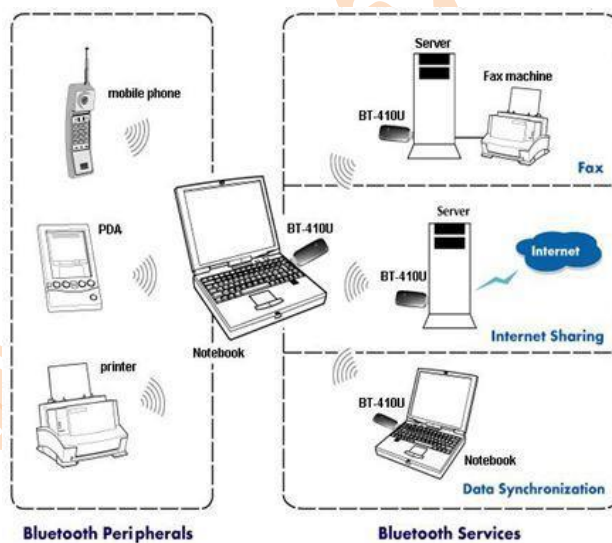 mobile phone
PDA
printer
Notebook
BT-410U
Bluetooth Peripherals
Server
Fax machine
BT-410U
Fax
Server
BT-410U
Internet
Internet Sharing
BT-410U
Notebook
Data Synchronization
Bluetooth Services